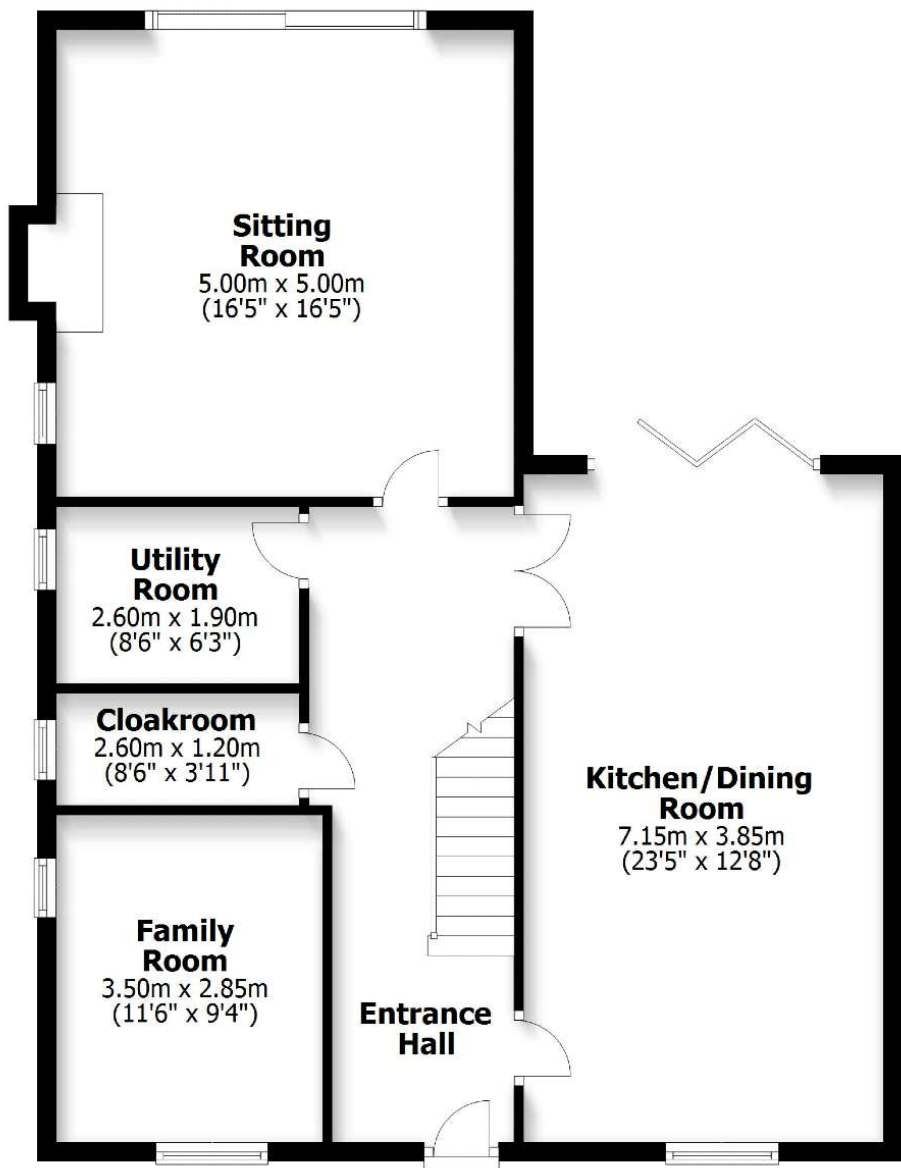 Sitting
Room
5.00m x 5.00m
(16'5" x 16'5")
Utility
Room
2.60m x 1.90m
(8'6" x 6'3")
Cloakroom
2.60m x 1.20m
(8'6" x 3'11")
Kitchen/Dining
Room
7.15m x 3.85m
(23'5" x 12'8")
Family
Room
3.50m x 2.85m
(11'6" x 9'4")
Entrance
Hall